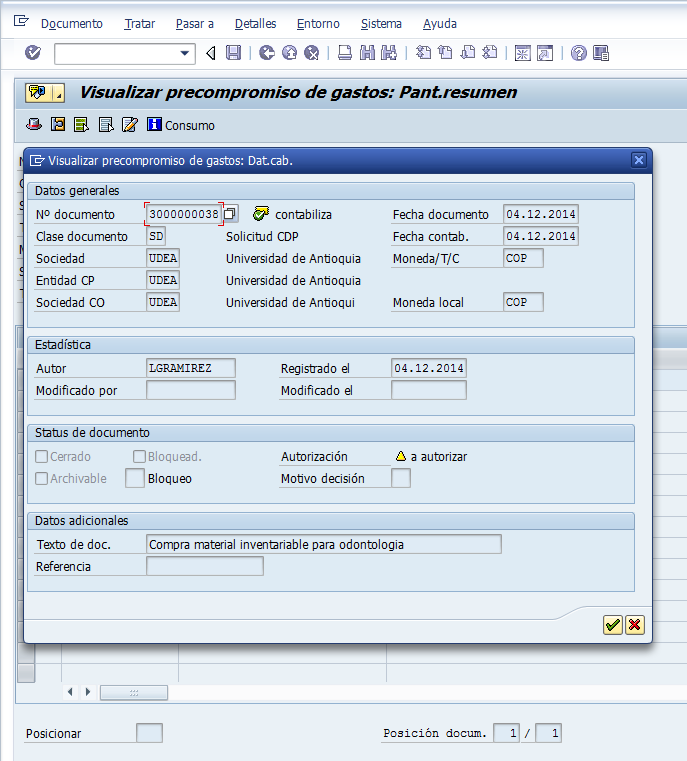 Documento Tratar Pasar a Detalles Entorno Sistema Ayuda
Visualizar precompromiso de gastos: Pant.resumen
Consumo
Visualizar precompromiso de gastos: Dat.cab.
Datos generales
Nº documento 3000000038 contabiliza Fecha documento 04.12.2014
Clase documento SD Solicitud CDP Fecha contab. 04.12.2014
Sociedad UDEA Universidad de Antioquia Moneda/T/C COP
Entidad CP UDEA Universidad de Antioquia
Sociedad CO UDEA Universidad de Antioqui Moneda local COP
Estadística
Autor LGRAMIREZ Registrado el 04.12.2014
Modificado por Modificado el
Status de documento
Cerrado Bloquead. Autorización a autorizar
Archivable Bloqueo Motivo decisión
Datos adicionales
Texto de doc. Compra material inventariable para odontologia
Referencia
Posicionar Posición docum. 1 / 1